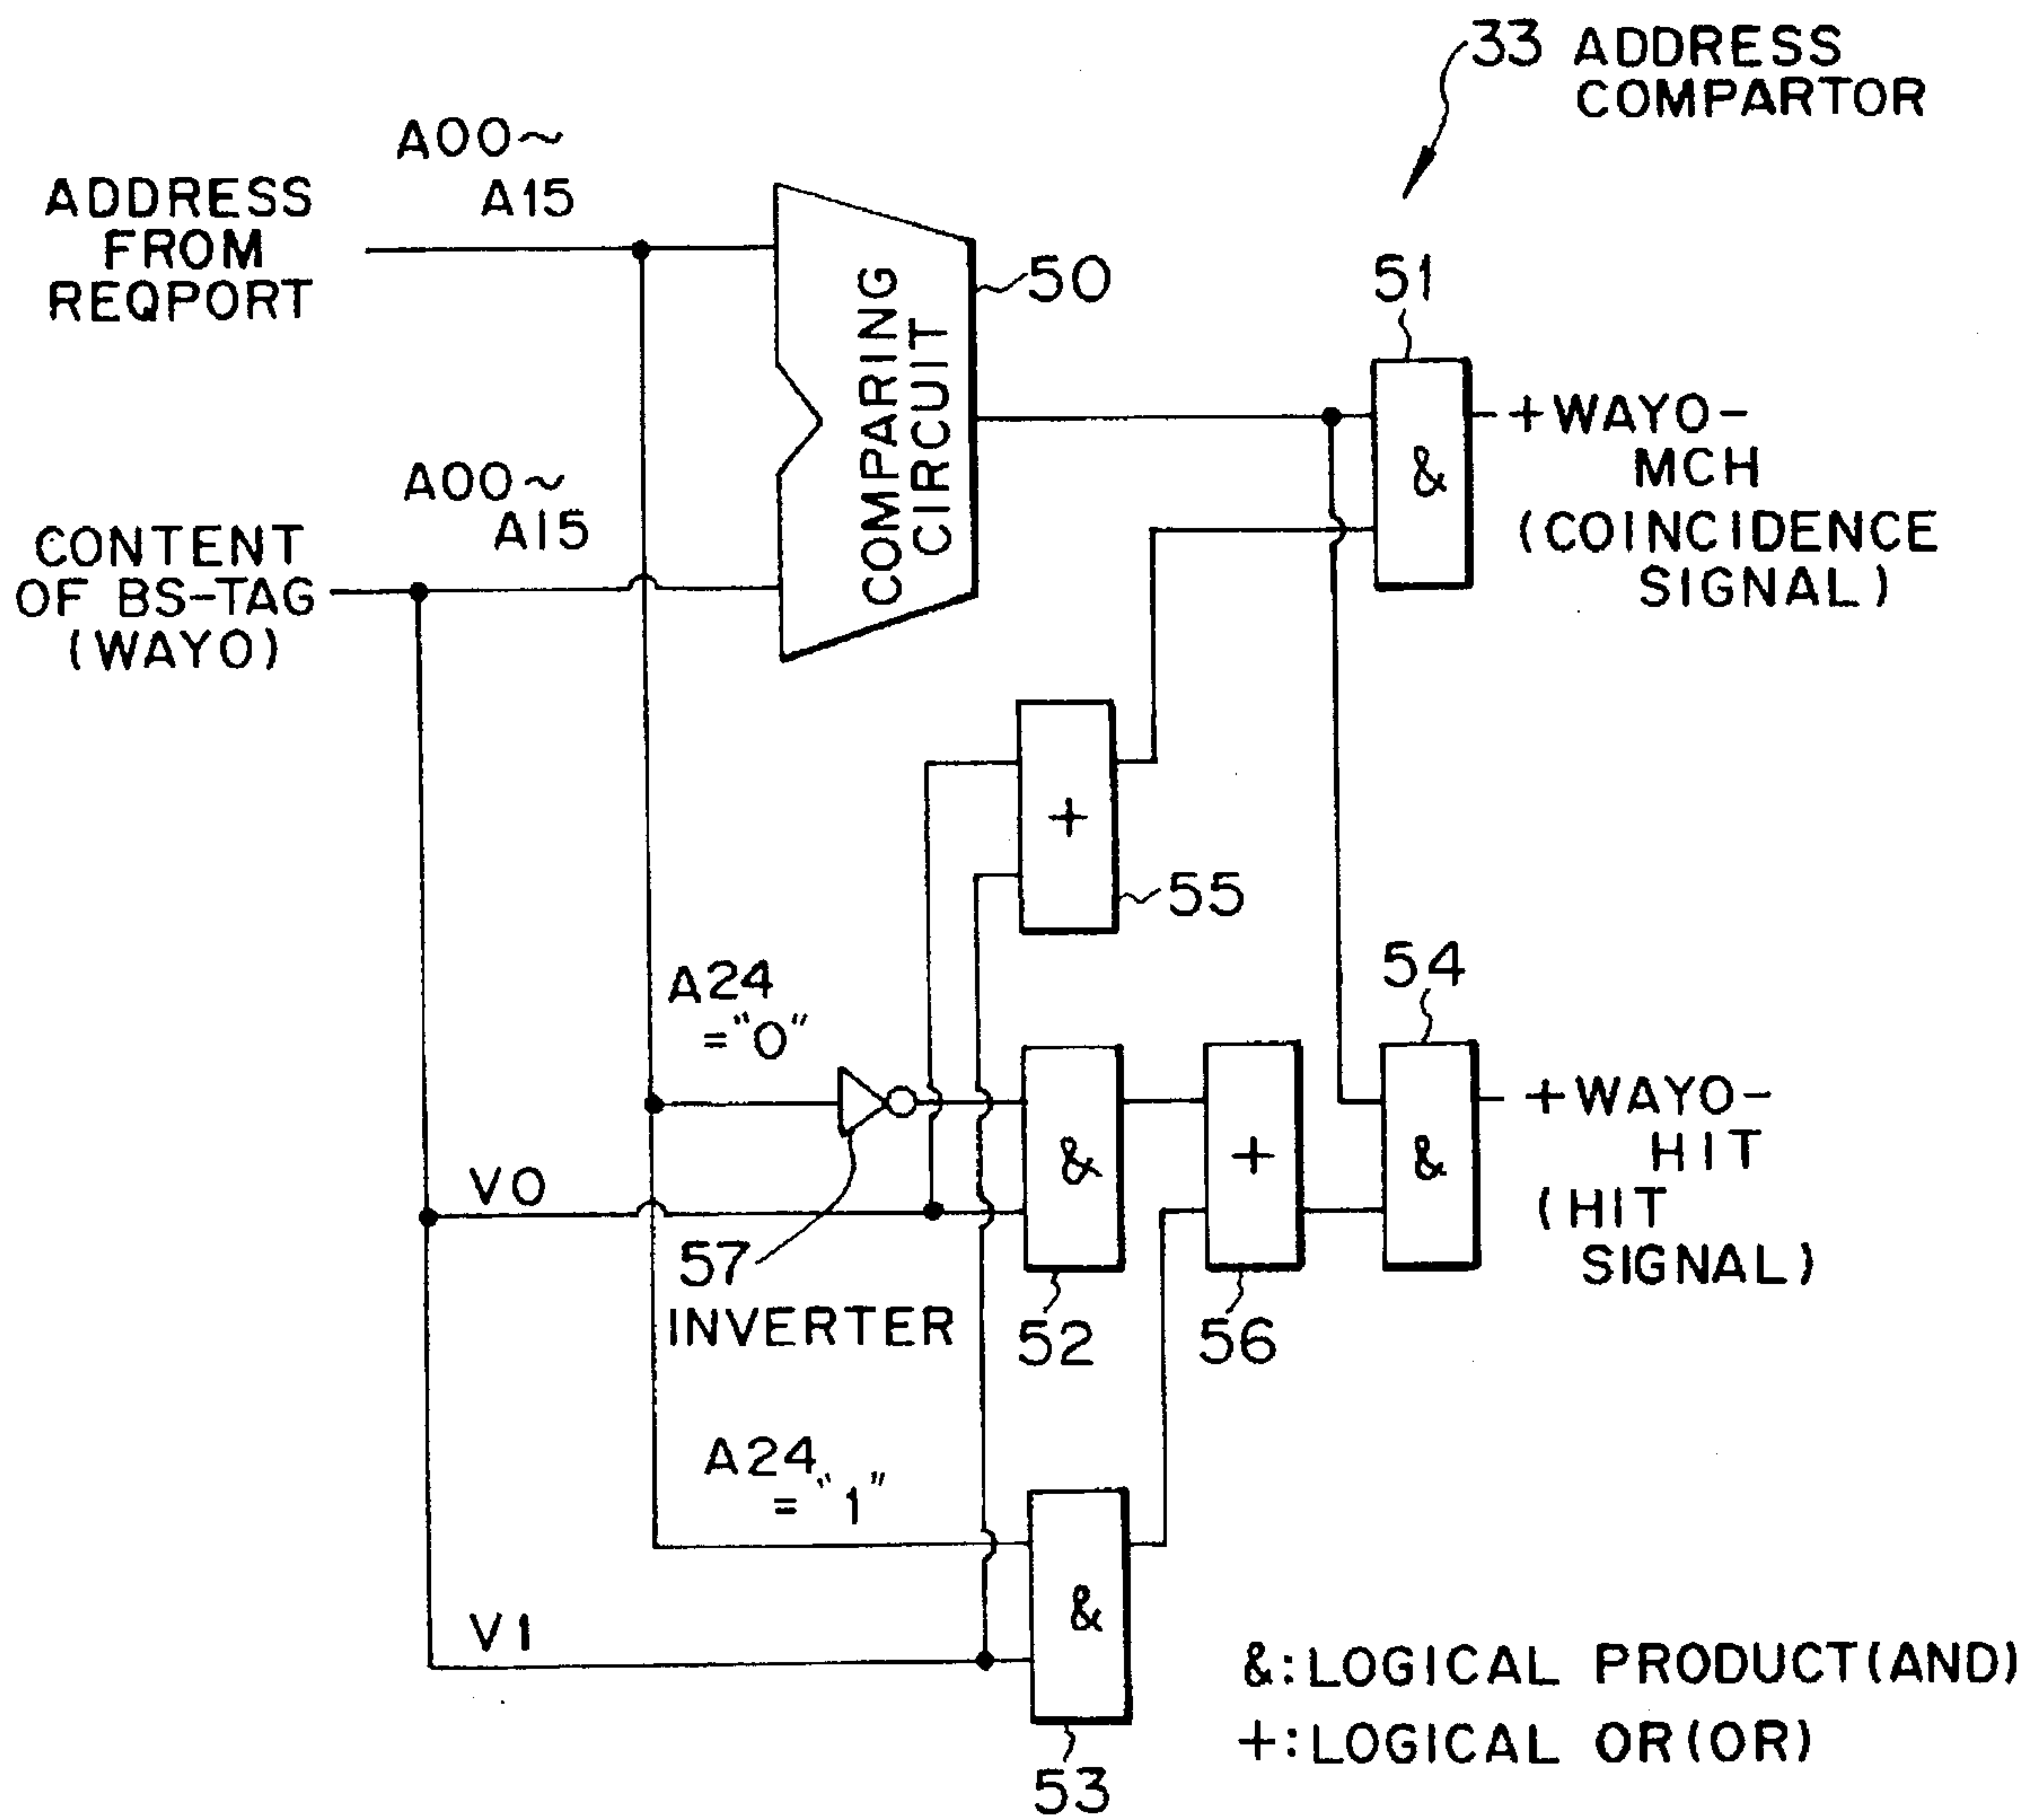 33 ADDRESS
COMPARTOR
A00~
A15
ADDRESS
FROM
REQPORT
50
51
COMPARING
CIRCUIT
+WAY0-
MCH
(COINCIDENCE
SIGNAL)
&
A00~
A15
CONTENT
OF BS-TAG
(WAY0)
+
55
A24
="0"
54
+WAY0-
HIT
(HIT
SIGNAL)
&
+
&
V0
57
INVERTER
52
56
A24
="1"
V1
&
53
&:LOGICAL PRODUCT(AND)
+:LOGICAL OR(OR)